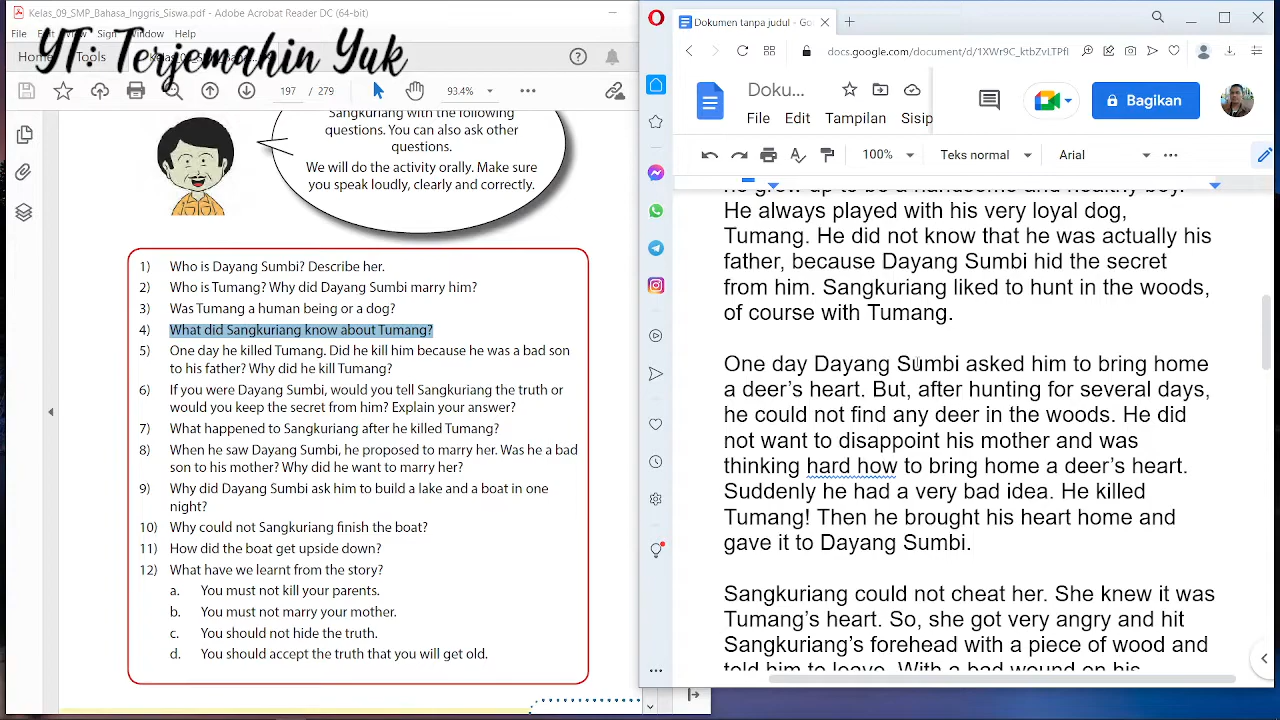 Kelas_09_SMP_Bahasa_Inggris_Siswa.pdf - Adobe Acrobat Reader DC (64-bit)
File Edit View Sign Window Help
Home Tools
YT: Terjemahin Yuk
197 / 279
93.4%
Sangkuriang with the following
questions. You can also ask other
questions.
We will do the activity orally. Make sure
you speak loudly, clearly and correctly.
1) Who is Dayang Sumbi? Describe her.
2) Who is Tumang? Why did Dayang Sumbi marry him?
3) Was Tumang a human being or a dog?
4) What did Sangkuriang know about Tumang?
5) One day he killed Tumang. Did he kill him because he was a bad son
to his father? Why did he kill Tumang?
6) If you were Dayang Sumbi, would you tell Sangkuriang the truth or
would you keep the secret from him? Explain your answer?
7) What happened to Sangkuriang after he killed Tumang?
8) When he saw Dayang Sumbi, he proposed to marry her. Was he a bad
son to his mother? Why did he want to marry her?
9) Why did Dayang Sumbi ask him to build a lake and a boat in one
night?
10) Why could not Sangkuriang finish the boat?
11) How did the boat get upside down?
12) What have we learnt from the story?
a. You must not kill your parents.
b. You must not marry your mother.
c. You should not hide the truth.
d. You should accept the truth that you will get old.
Dokumen tanpa judul - Go
docs.google.com/document/d/1XWr9C_ktbZvLTPfl
Doku
File Edit Tampilan Sisip
Bagikan
100% Teks normal Arial
he grew up to be a handsome and healthy boy.
He always played with his very loyal dog,
Tumang. He did not know that he was actually his
father, because Dayang Sumbi hid the secret
from him. Sangkuriang liked to hunt in the woods,
of course with Tumang.
One day Dayang Sumbi asked him to bring home
a deer’s heart. But, after hunting for several days,
he could not find any deer in the woods. He did
not want to disappoint his mother and was
thinking hard how to bring home a deer’s heart.
Suddenly he had a very bad idea. He killed
Tumang! Then he brought his heart home and
gave it to Dayang Sumbi.
Sangkuriang could not cheat her. She knew it was
Tumang’s heart. So, she got very angry and hit
Sangkuriang’s forehead with a piece of wood and
told him to leave. With a bad wound on his